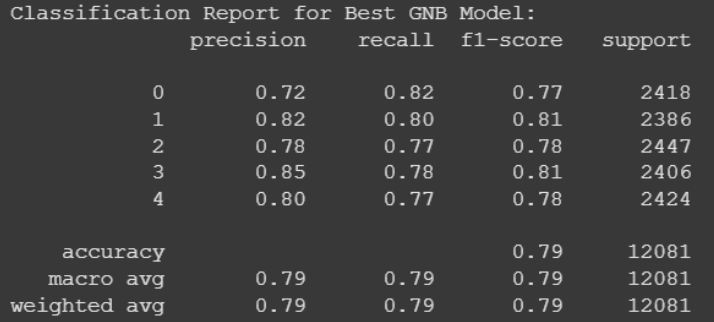 Classification Report for Best GNB Model:
precision recall f1-score support
0 0.72 0.82 0.77 2418
1 0.82 0.80 0.81 2386
2 0.78 0.77 0.78 2447
3 0.85 0.78 0.81 2406
4 0.80 0.77 0.78 2424
accuracy 0.79 12081
macro avg 0.79 0.79 0.79 12081
weighted avg 0.79 0.79 0.79 12081